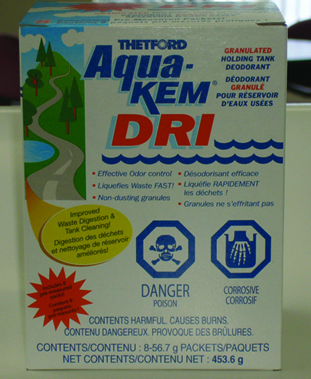 THETFORD
Aqua-
KEM®
DRI
GRANULATED
HOLDING TANK
DEODORANT
DÉODORANT
GRANULÉ
POUR RÉSERVOIR
D'EAUX USÉES
• Effective Odor control
• Liquefies Waste FAST!
• Non-dusting granules
• Désodorisant efficace
• Liquéfie RAPIDEMENT
les déchets !
• Granules ne s'effritant pas
Improved
Waste Digestion &
Tank Cleaning!
Digestion des déchets
et nettoyage de réservoir
améliorés!
DANGER
POISON
CORROSIVE
CORROSIF
CONTENTS HARMFUL. CAUSES BURNS.
CONTENU DANGEREUX. PROVOQUE DES BRÛLURES.
CONTENTS/CONTENU : 8-56.7 g PACKETS/PAQUETS
NET CONTENTS/CONTENU NET : 453.6 g